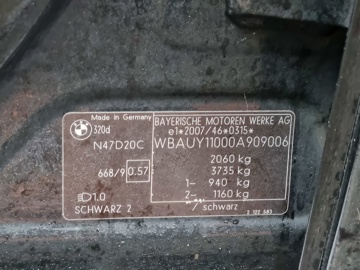 Made in Germany
BMW
320d
BAYERISCHE MOTOREN WERKE AG
e1*2007/46*0315*
N47D20C
WBAUY11000A909006
2060 kg
668/9 0.57
3735 kg
1- 940 kg
1.0
2- 1160 kg
SCHWARZ 2
/ schwarz